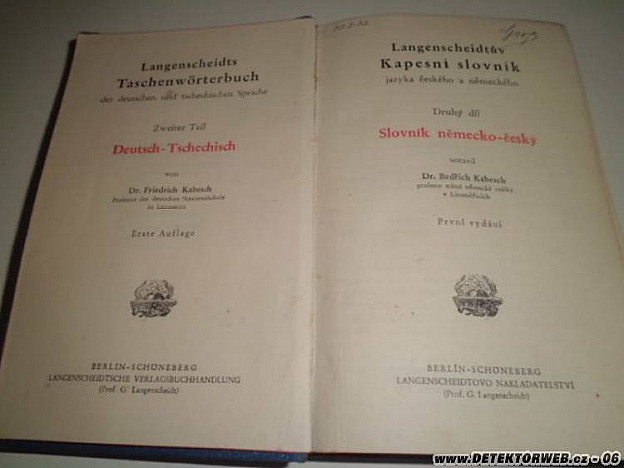 Langenscheidts
Taschenwörterbuch
der deutschen und tschechischen Sprache
Zweiter Teil
Deutsch-Tschechisch
von
Dr. Friedrich Kabesch
Professor der deutschen Staatsrealschule
in Leitmeritz
Erste Auflage
BERLIN-SCHÖNEBERG
LANGENSCHEIDTSCHE VERLAGSBUCHHANDLUNG
(Prof. G. Langenscheidt)
Langenscheidtův
Kapesní slovník
jazyka českého a německého
Druhý díl
Slovník německo-český
sestavil
Dr. Bedřich Kabesch
profesor státní německé reálky
v Litoměřicích
První vydání
BERLÍN-SCHÖNEBERG
LANGENSCHEIDTOVO NAKLADATELSTVÍ
(Prof. G. Langenscheidt)
www.DETEKTORWEB.cz - 06